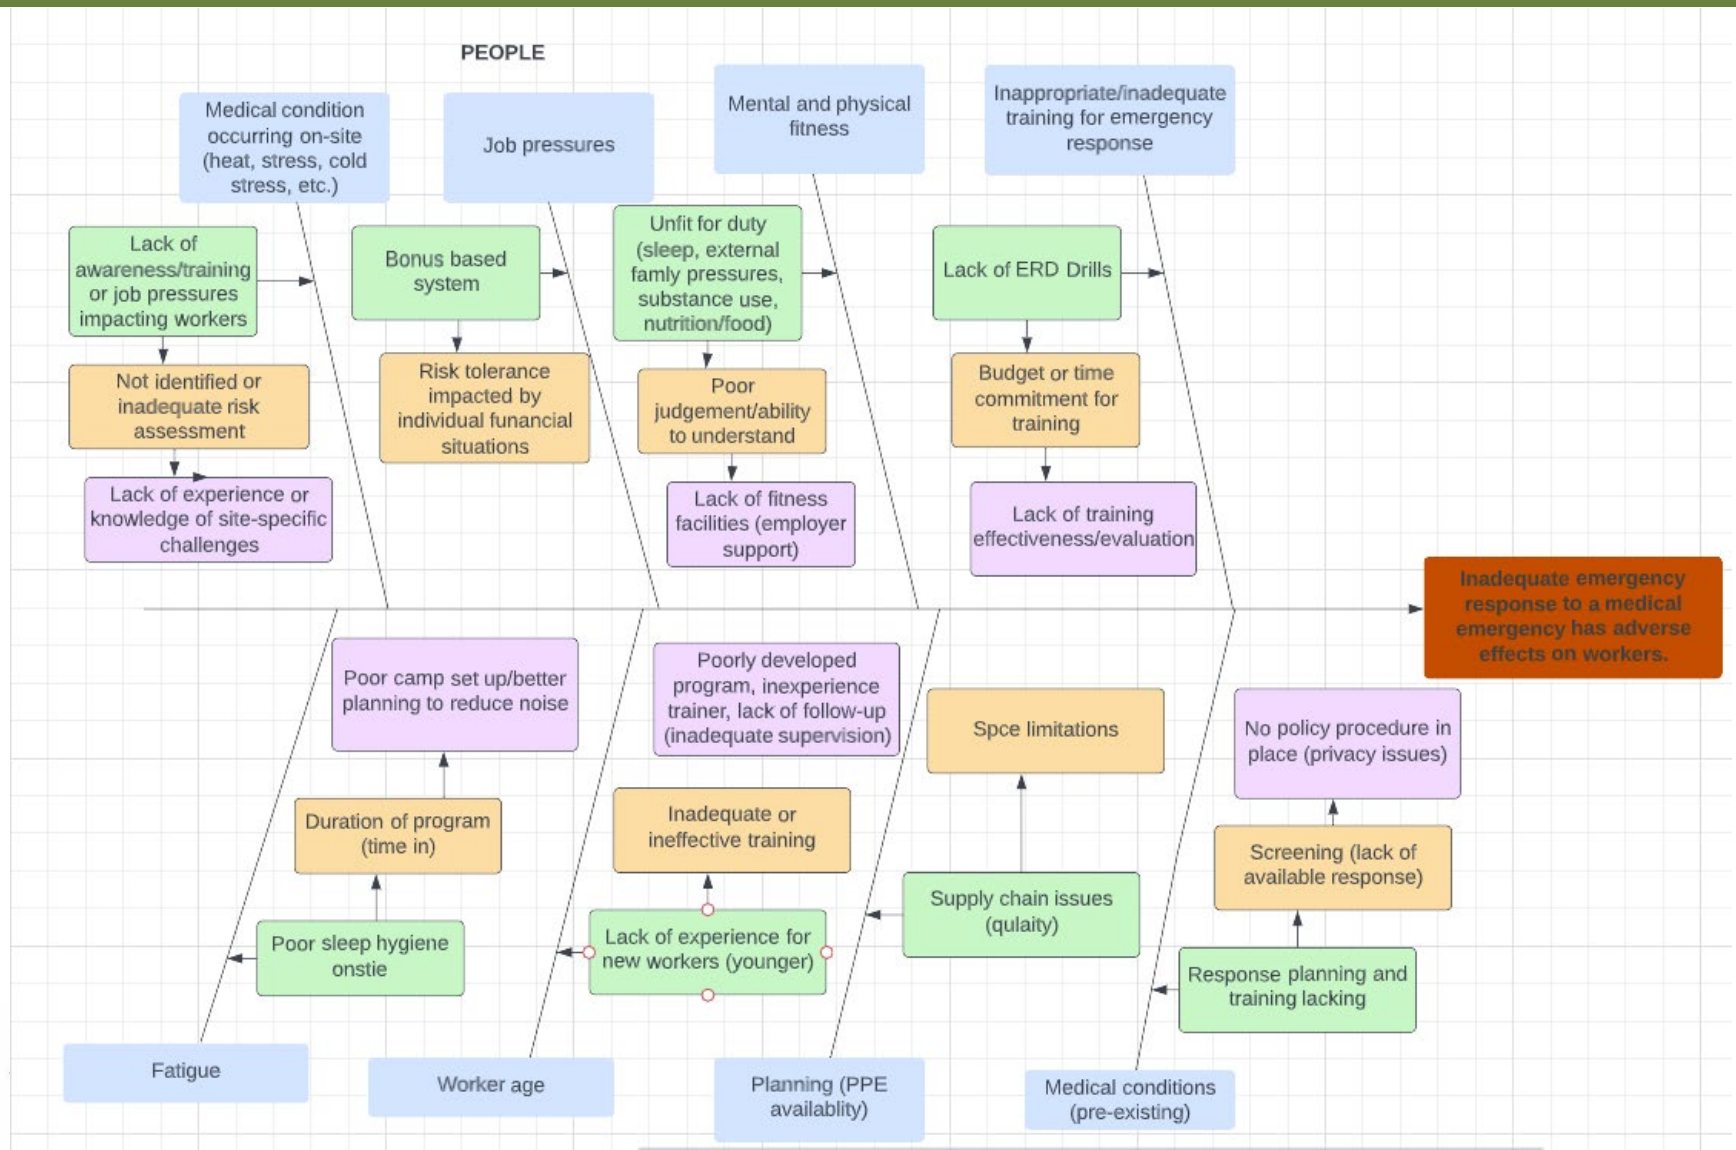 PEOPLE
Medical condition
occurring on-site
(heat, stress, cold
stress, etc.)
Job pressures
Mental and physical
fitness
Inappropriate/inadequate
training for emergency
response
Lack of
awareness/training
or job pressures
impacting workers
Bonus based
system
Unfit for duty
(sleep, external
famly pressures,
substance use,
nutrition/food)
Lack of ERD Drills
Not identified or
inadequate risk
assessment
Risk tolerance
impacted by
individual funancial
situations
Poor
judgement/ability
to understand
Budget or time
commitment for
training
Lack of experience or
knowledge of site-specific
challenges
Lack of fitness
facilities (employer
support)
Lack of training
effectiveness/evaluation
Inadequate emergency
response to a medical
emergency has adverse
effects on workers.
Poor camp set up/better
planning to reduce noise
Poorly developed
program, inexperience
trainer, lack of follow-up
(inadequate supervision)
Spce limitations
No policy procedure in
place (privacy issues)
Duration of program
(time in)
Inadequate or
ineffective training
Supply chain issues
(qulaity)
Screening (lack of
available response)
Poor sleep hygiene
onstie
Lack of experience for
new workers (younger)
Response planning and
training lacking
Fatigue
Worker age
Planning (PPE
availablity)
Medical conditions
(pre-existing)